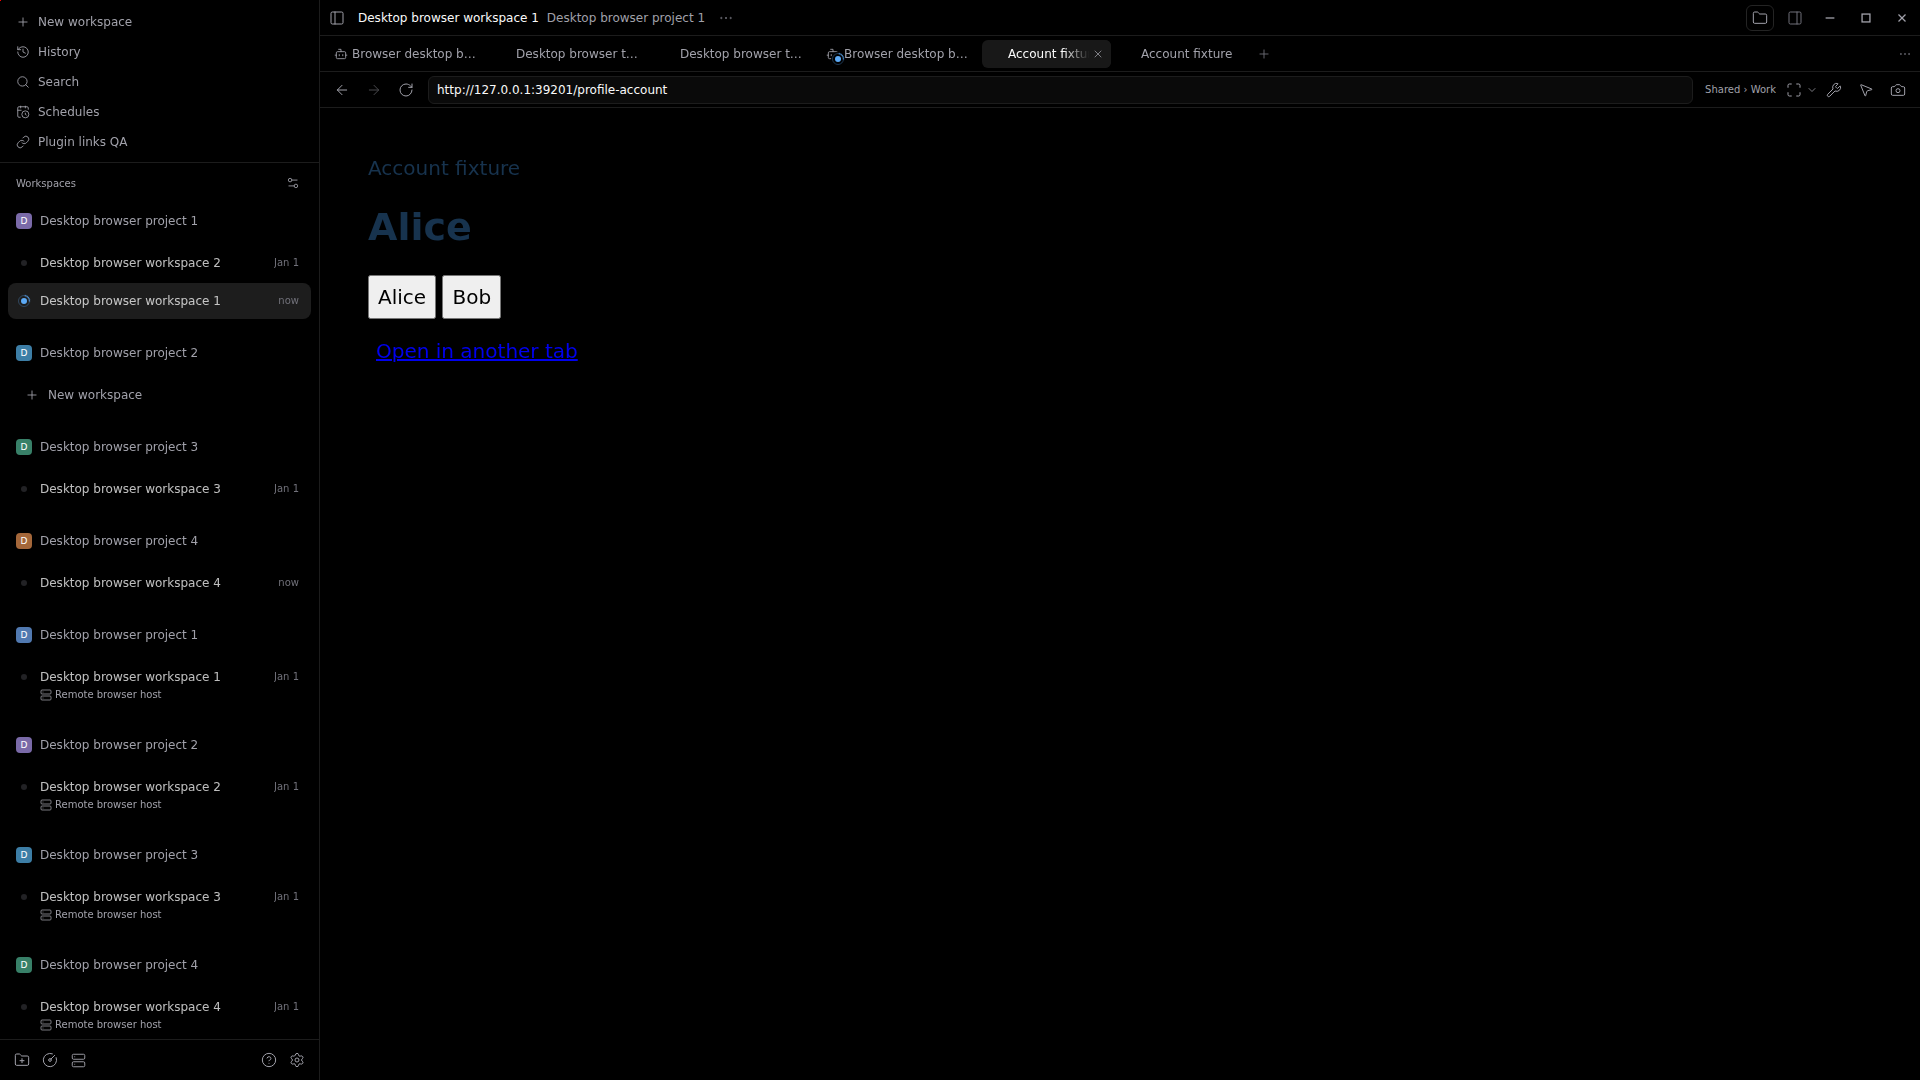 New workspace
History
Search
Schedules
Plugin links QA
Workspaces
D Desktop browser project 1
Desktop browser workspace 2 Jan 1
Desktop browser workspace 1 now
D Desktop browser project 2
New workspace
D Desktop browser project 3
Desktop browser workspace 3 Jan 1
D Desktop browser project 4
Desktop browser workspace 4 now
D Desktop browser project 1
Desktop browser workspace 1 Jan 1
Remote browser host
D Desktop browser project 2
Desktop browser workspace 2 Jan 1
Remote browser host
D Desktop browser project 3
Desktop browser workspace 3 Jan 1
Remote browser host
D Desktop browser project 4
Desktop browser workspace 4 Jan 1
Remote browser host
Desktop browser workspace 1 Desktop browser project 1
Browser desktop b... Desktop browser t... Desktop browser t... Browser desktop b... Account fixtu Account fixture
http://127.0.0.1:39201/profile-account Shared › Work
Account fixture
Alice
Alice Bob
Open in another tab